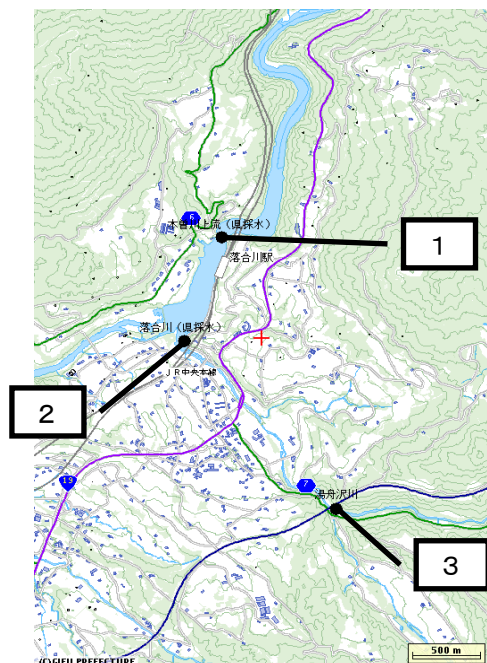 6
木曽川上流（県採水）
1
落合川駅
落合川（県採水）
JR中央本線
2
19
7
湯舟沢川
3
500 m
(C)GIFU PREFECTURE